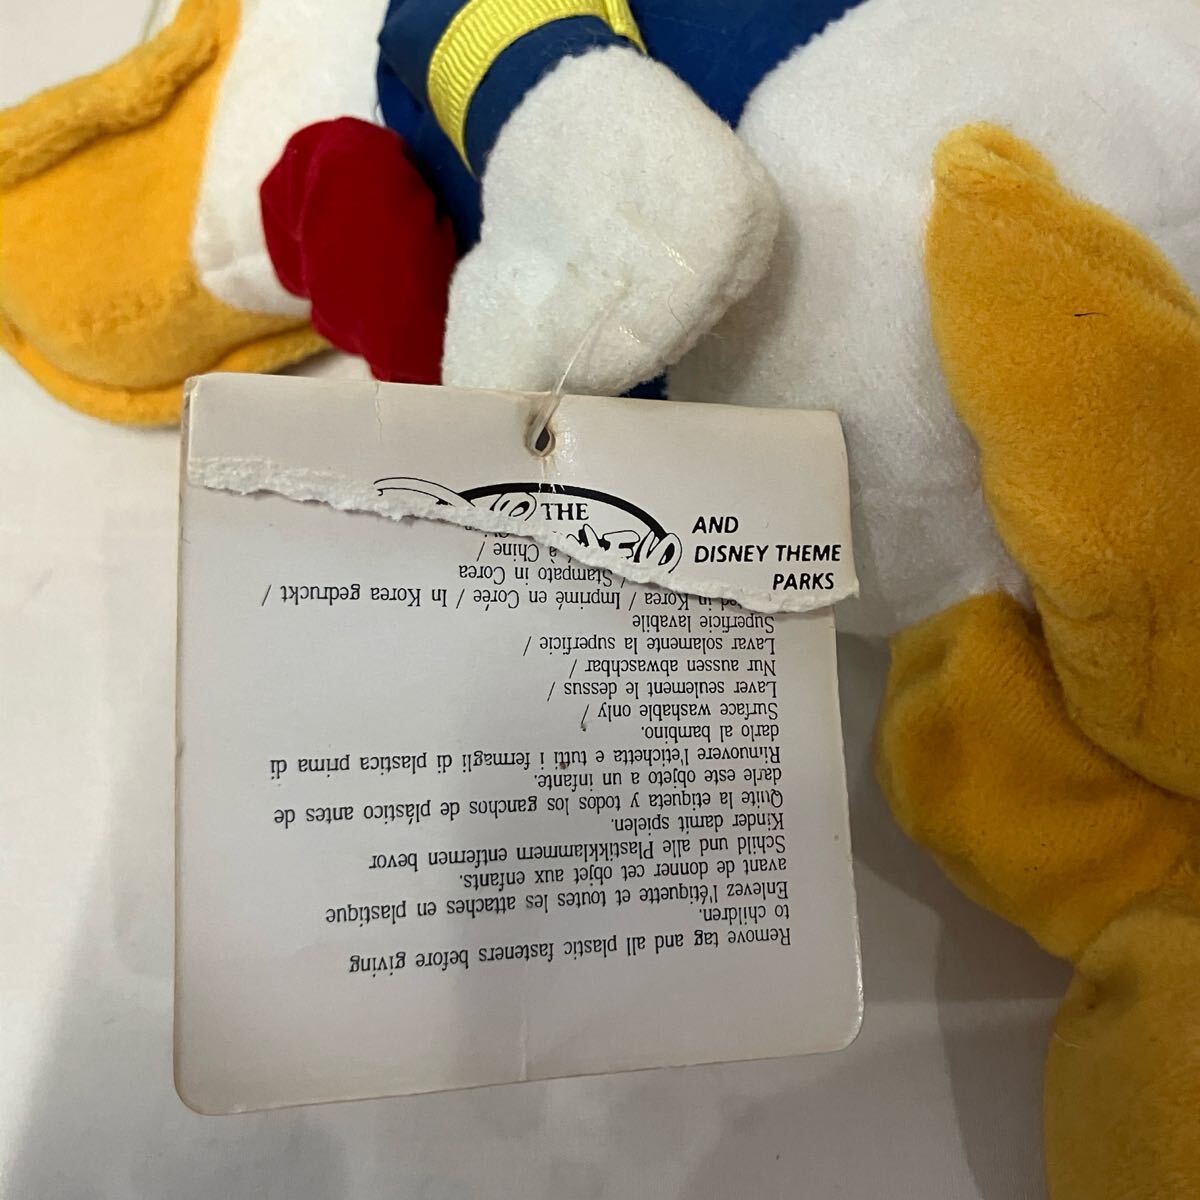 THE
AND
DISNEY THEME
PARKS
Remove tag and all plastic fasteners before giving
to children.
Enlevez l'étiquette et toutes les attaches en plastique
avant de donner cet objet aux enfants.
Schild und alle Plastikklammern entfernen bevor
Kinder damit spielen.
Quite la etiqueta y todos los ganchos de plástico antes de
darle este objeto a un infante.
Rimuovere l'etichetta e tutti i fermagli di plastica prima di
darlo al bambino.
Surface washable only /
Laver seulement le dessus /
Nur aussen abwaschbar /
Lavar solamente la superficie /
Superficie lavabile
in Korea / Imprimé en Corée / In Korea gedruckt /
/ Stampato in Corea
à Chine /